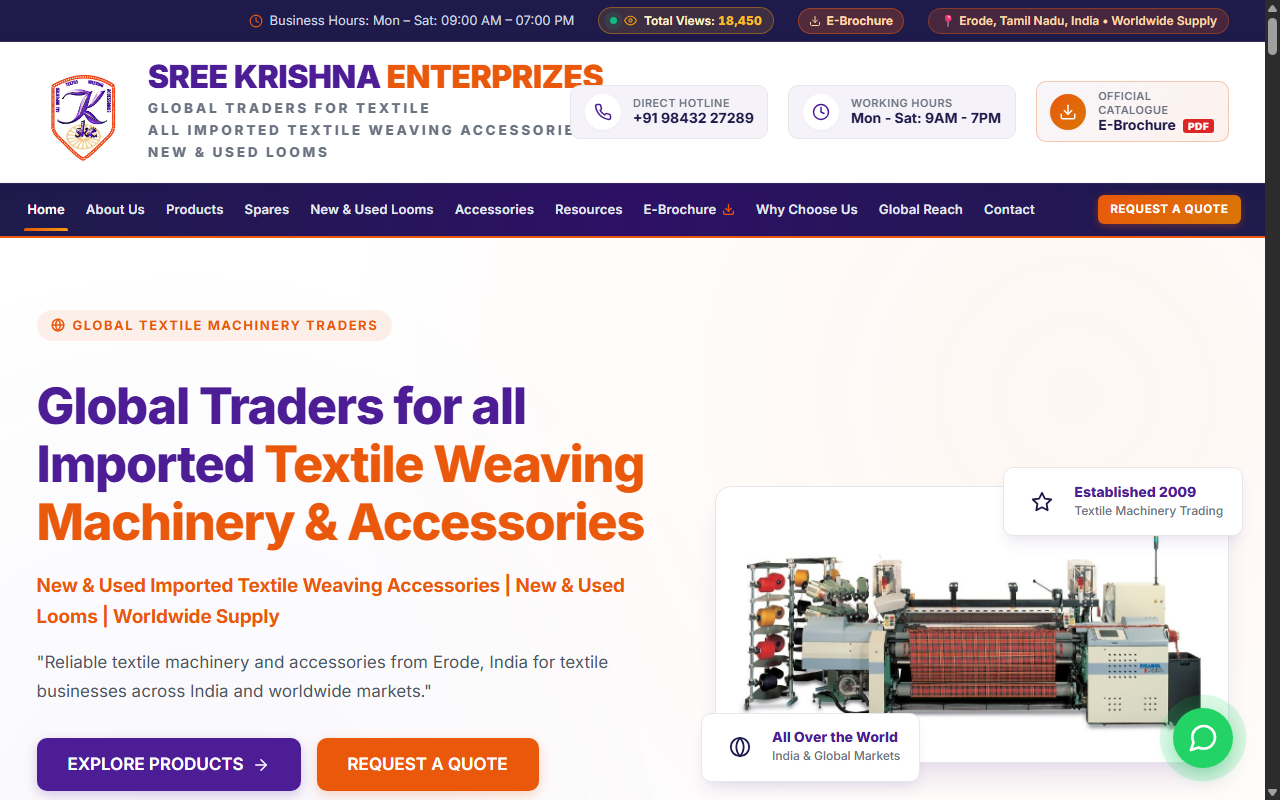 Business Hours: Mon – Sat: 09:00 AM – 07:00 PM
Total Views: 18,450
E-Brochure
Erode, Tamil Nadu, India • Worldwide Supply
SREE KRISHNA ENTERPRIZES
GLOBAL TRADERS FOR TEXTILE
ALL IMPORTED TEXTILE WEAVING ACCESSORIE
NEW & USED LOOMS
DIRECT HOTLINE
+91 98432 27289
WORKING HOURS
Mon - Sat: 9AM - 7PM
OFFICIAL
CATALOGUE
E-Brochure PDF
Home
About Us
Products
Spares
New & Used Looms
Accessories
Resources
E-Brochure
Why Choose Us
Global Reach
Contact
REQUEST A QUOTE
GLOBAL TEXTILE MACHINERY TRADERS
Global Traders for all
Imported Textile Weaving
Machinery & Accessories
New & Used Imported Textile Weaving Accessories | New & Used
Looms | Worldwide Supply
"Reliable textile machinery and accessories from Erode, India for textile
businesses across India and worldwide markets."
EXPLORE PRODUCTS
REQUEST A QUOTE
Established 2009
Textile Machinery Trading
All Over the World
India & Global Markets